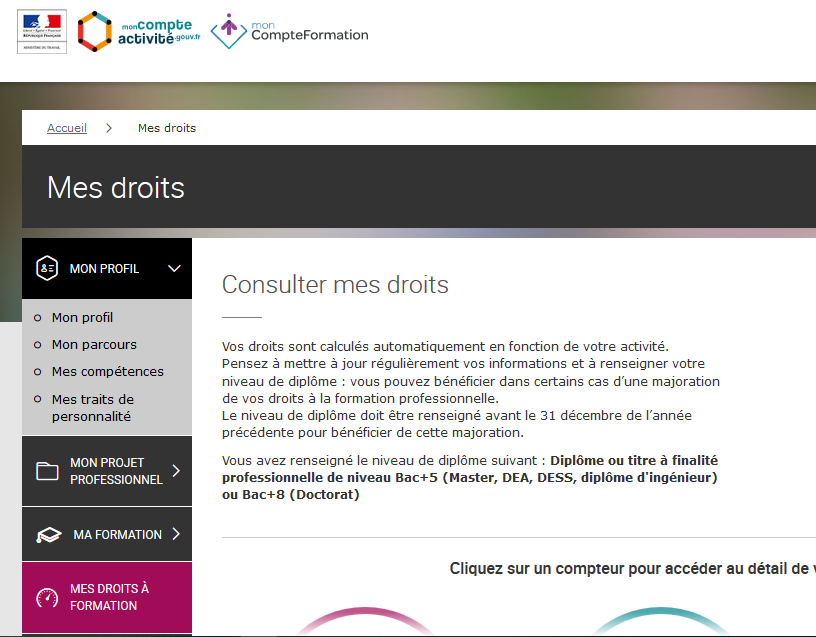 RÉPUBLIQUE FRANÇAISE
MINISTÈRE DU TRAVAIL
moncompte
activité.gouv.fr
mon
CompteFormation
Accueil > Mes droits
Mes droits
MON PROFIL
Mon profil
Mon parcours
Mes compétences
Mes traits de
personnalité
MON PROJET
PROFESSIONNEL
MA FORMATION
MES DROITS À
FORMATION
Consulter mes droits
Vos droits sont calculés automatiquement en fonction de votre activité.
Pensez à mettre à jour régulièrement vos informations et à renseigner votre
niveau de diplôme : vous pouvez bénéficier dans certains cas d’une majoration
de vos droits à la formation professionnelle.
Le niveau de diplôme doit être renseigné avant le 31 décembre de l’année
précédente pour bénéficier de cette majoration.
Vous avez renseigné le niveau de diplôme suivant : Diplôme ou titre à finalité
professionnelle de niveau Bac+5 (Master, DEA, DESS, diplôme d'ingénieur)
ou Bac+8 (Doctorat)
Cliquez sur un compteur pour accéder au détail de